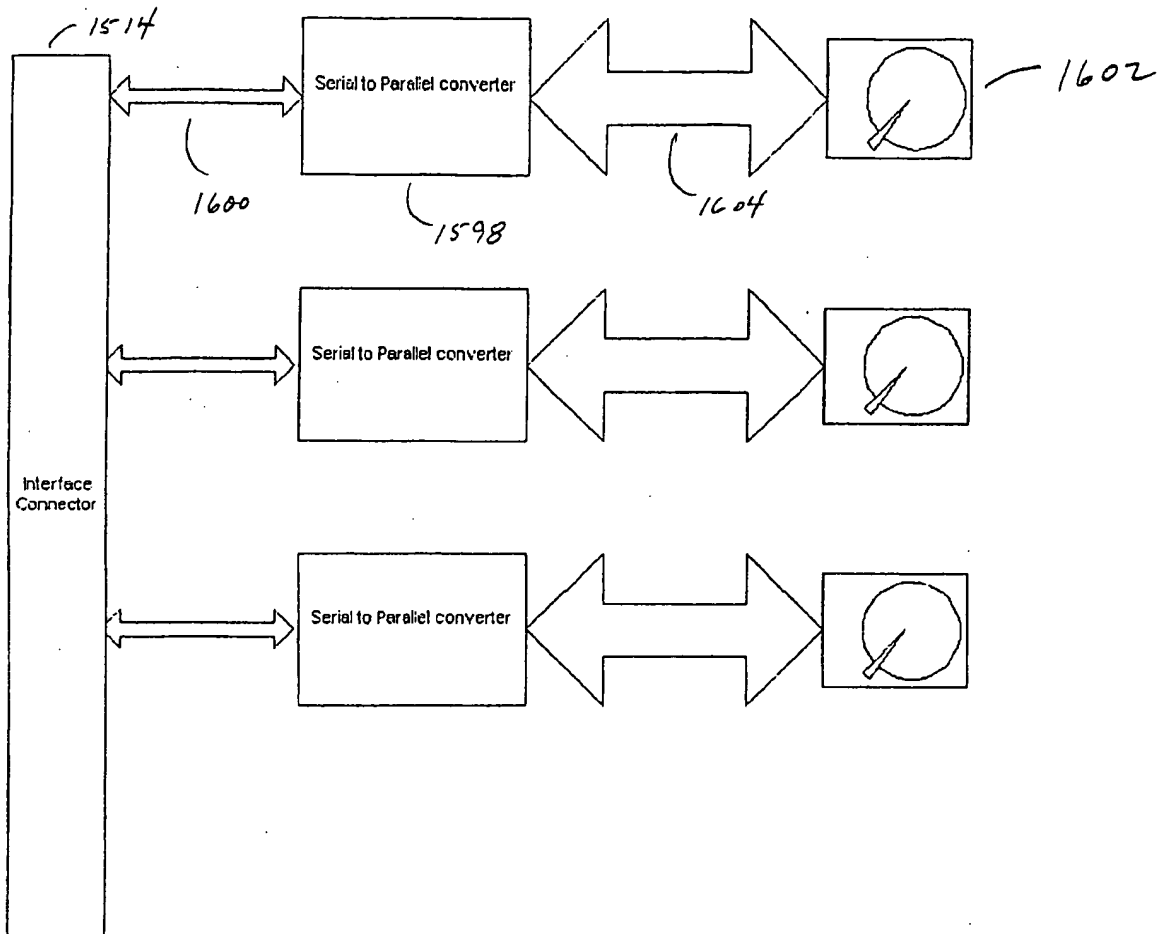 1514
Serial to Parallel converter
1602
1600
1604
1598
Serial to Parallel converter
Interface
Connector
Serial to Parallel converter